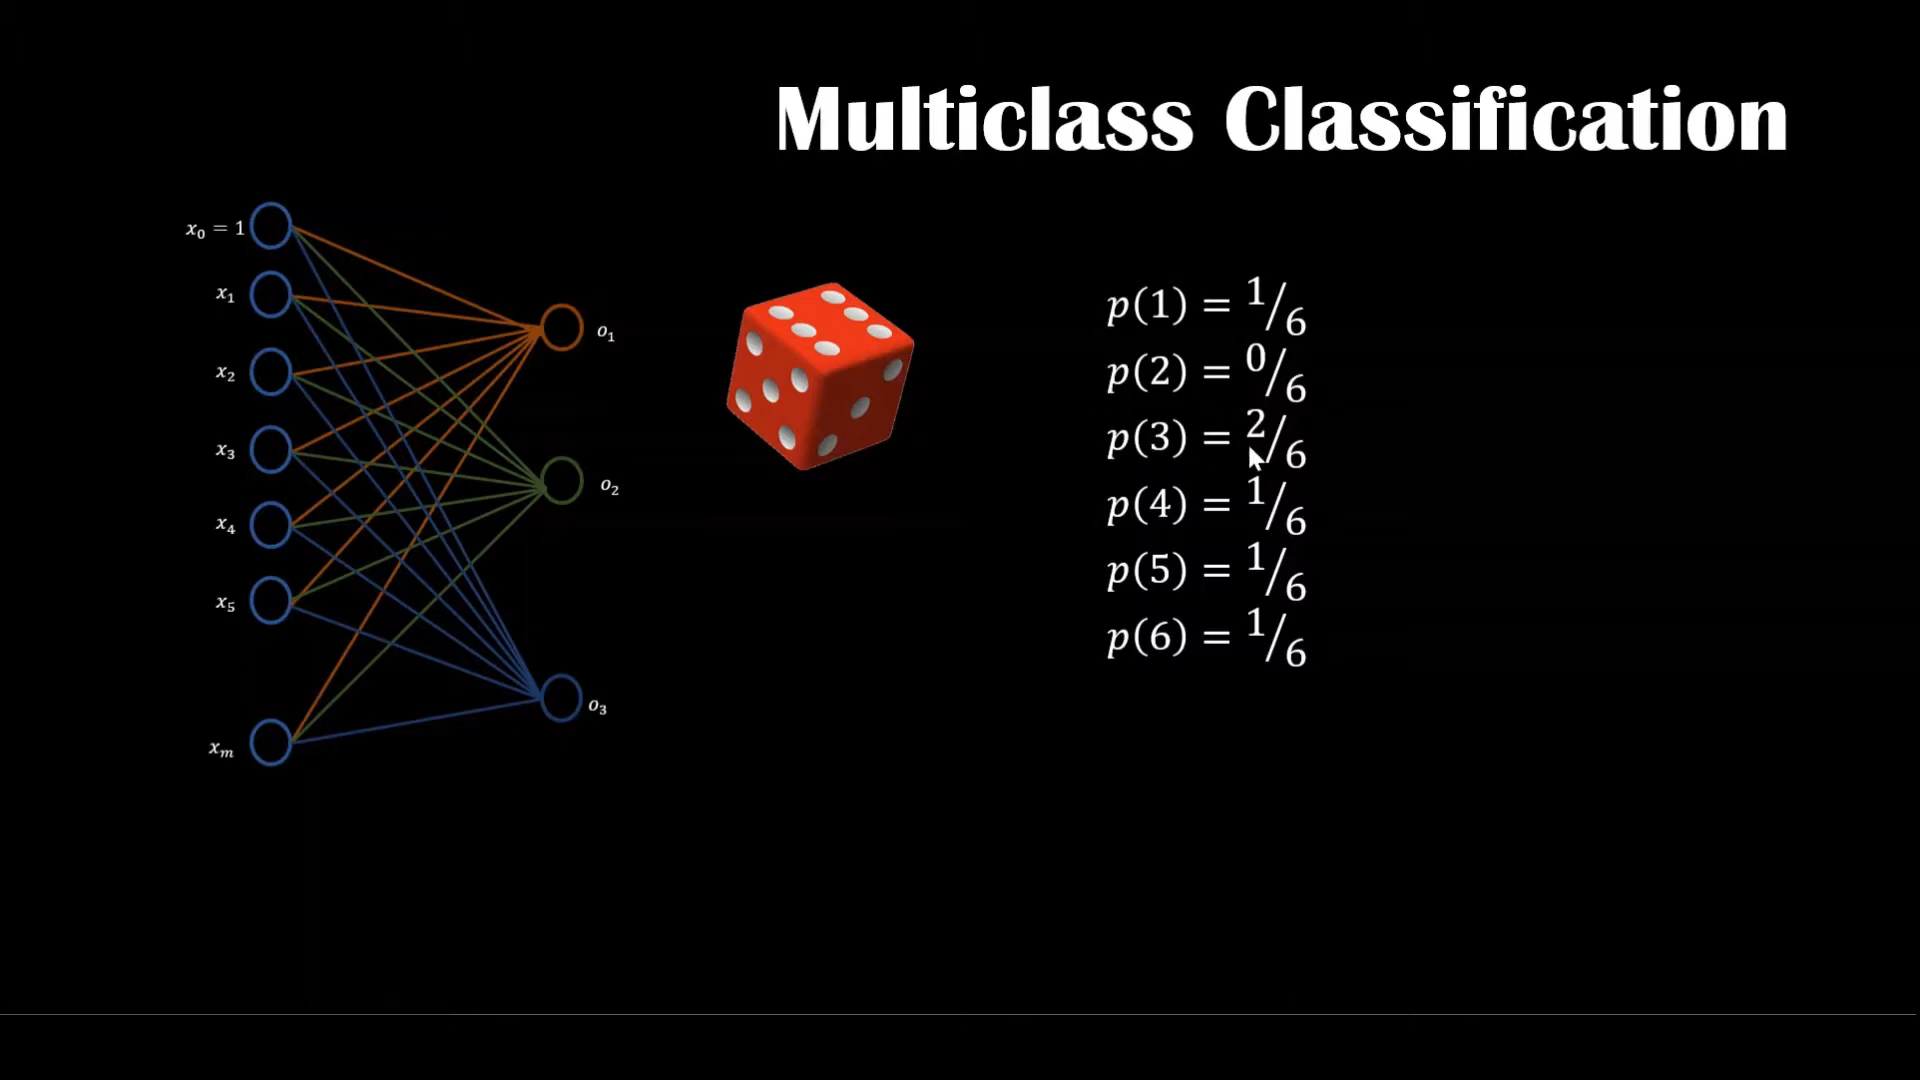 Multiclass Classification
x₀ = 1
x₁
x₂
x₃
x₄
x₅
xₘ
o₁
o₂
o₃
p(1) = 1/6
p(2) = 0/6
p(3) = 2/6
p(4) = 1/6
p(5) = 1/6
p(6) = 1/6